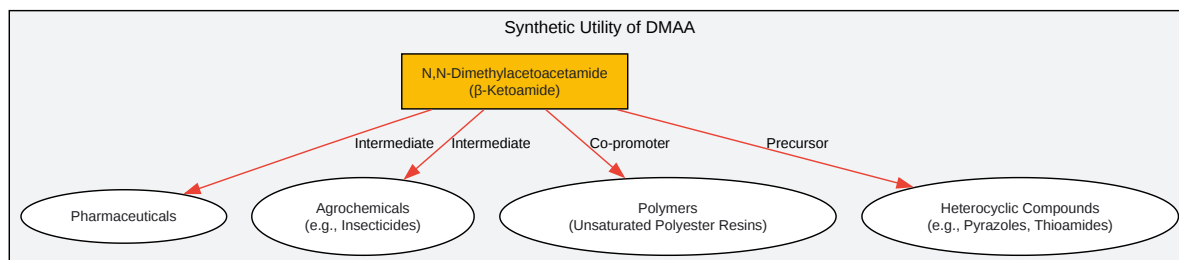 Synthetic Utility of DMAA
N,N-Dimethylacetoacetamide
(β-Ketoamide)
Intermediate
Intermediate
Co-promoter
Precursor
Pharmaceuticals
Agrochemicals
(e.g., Insecticides)
Polymers
(Unsaturated Polyester Resins)
Heterocyclic Compounds
(e.g., Pyrazoles, Thioamides)